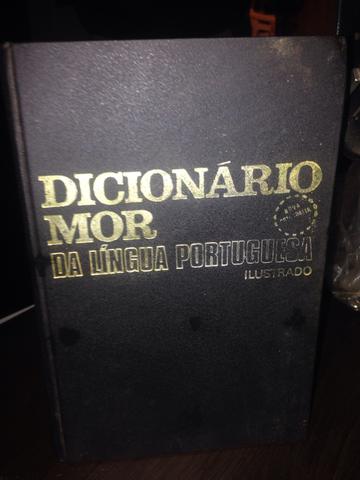 DICIONÁRIO
MOR
DA LÍNGUA PORTUGUESA
ILUSTRADO